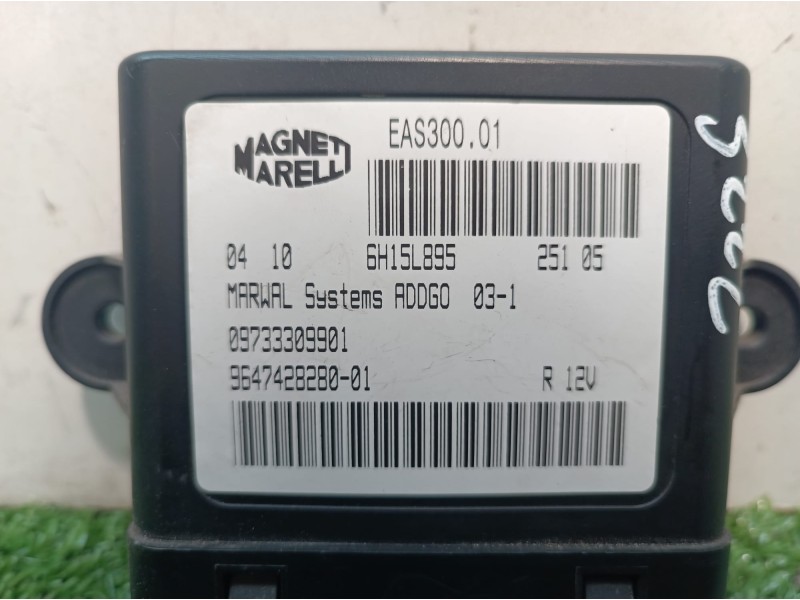 MAGNETI
MARELLI
EAS300.01
04 10 6H15L895 251 05
MARWAL Systems ADDGO 03-1
09733309901
9647428280-01 R 12V